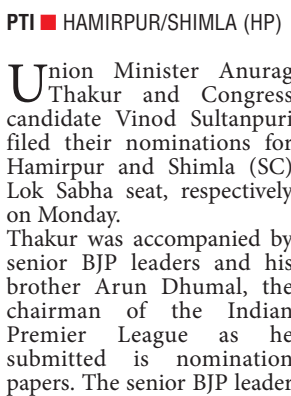 PTI ■ HAMIRPUR/SHIMLA (HP)
Union Minister Anurag
Thakur and Congress
candidate Vinod Sultanpuri
filed their nominations for
Hamirpur and Shimla (SC)
Lok Sabha seat, respectively
on Monday.
Thakur was accompanied by
senior BJP leaders and his
brother Arun Dhumal, the
chairman of the Indian
Premier League as he
submitted is nomination
papers. The senior BJP leader